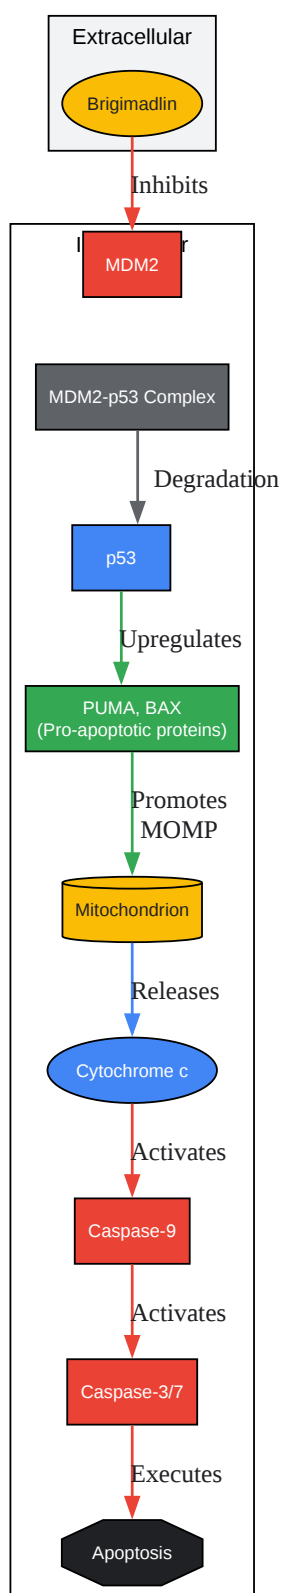 Extracellular
Brigimadlin
Inhibits
MDM2
MDM2-p53 Complex
Degradation
p53
Upregulates
PUMA, BAX
(Pro-apoptotic proteins)
Promotes
MOMP
Mitochondrion
Releases
Cytochrome c
Activates
Caspase-9
Activates
Caspase-3/7
Executes
Apoptosis